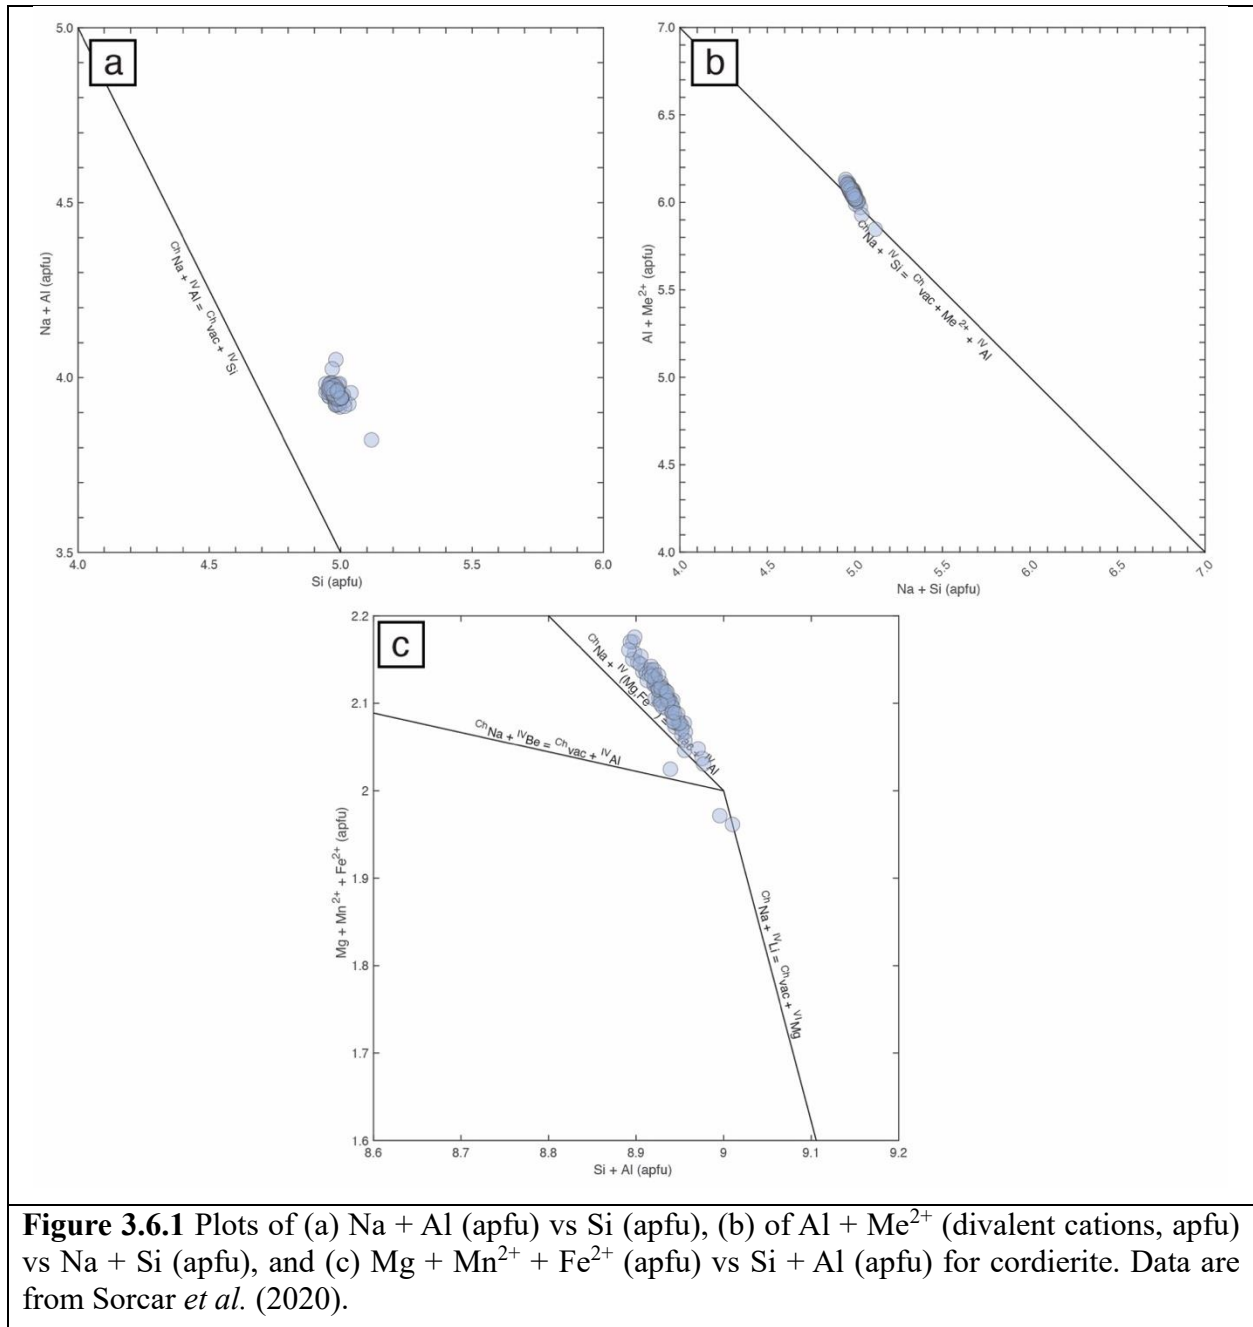 a
5.0
4.5
4.0
3.5
4.0
4.5
5.0
5.5
6.0
Na + Al (apfu)
Si (apfu)
ChNa + IVAl = Chvac + IVSi
b
7.0
6.5
6.0
5.5
5.0
4.5
4.0
4.0
4.5
5.0
5.5
6.0
6.5
7.0
Al + Me2+ (apfu)
Na + Si (apfu)
ChNa + IVSi = Chvac + Me2+ + IVAl
c
2.2
2.1
2
1.9
1.8
1.7
1.6
8.6
8.7
8.8
8.9
9
9.1
9.2
Mg + Mn2+ + Fe2+ (apfu)
Si + Al (apfu)
ChNa + IV(Mg,Fe ) = ac + IVAl
ChNa + IVBe = Chvac + IVAl
ChNa + IVLi = Chvac + VIMg
Figure 3.6.1 Plots of (a) Na + Al (apfu) vs Si (apfu), (b) of Al + Me2+ (divalent cations, apfu)
vs Na + Si (apfu), and (c) Mg + Mn2+ + Fe2+ (apfu) vs Si + Al (apfu) for cordierite. Data are
from Sorcar et al. (2020).